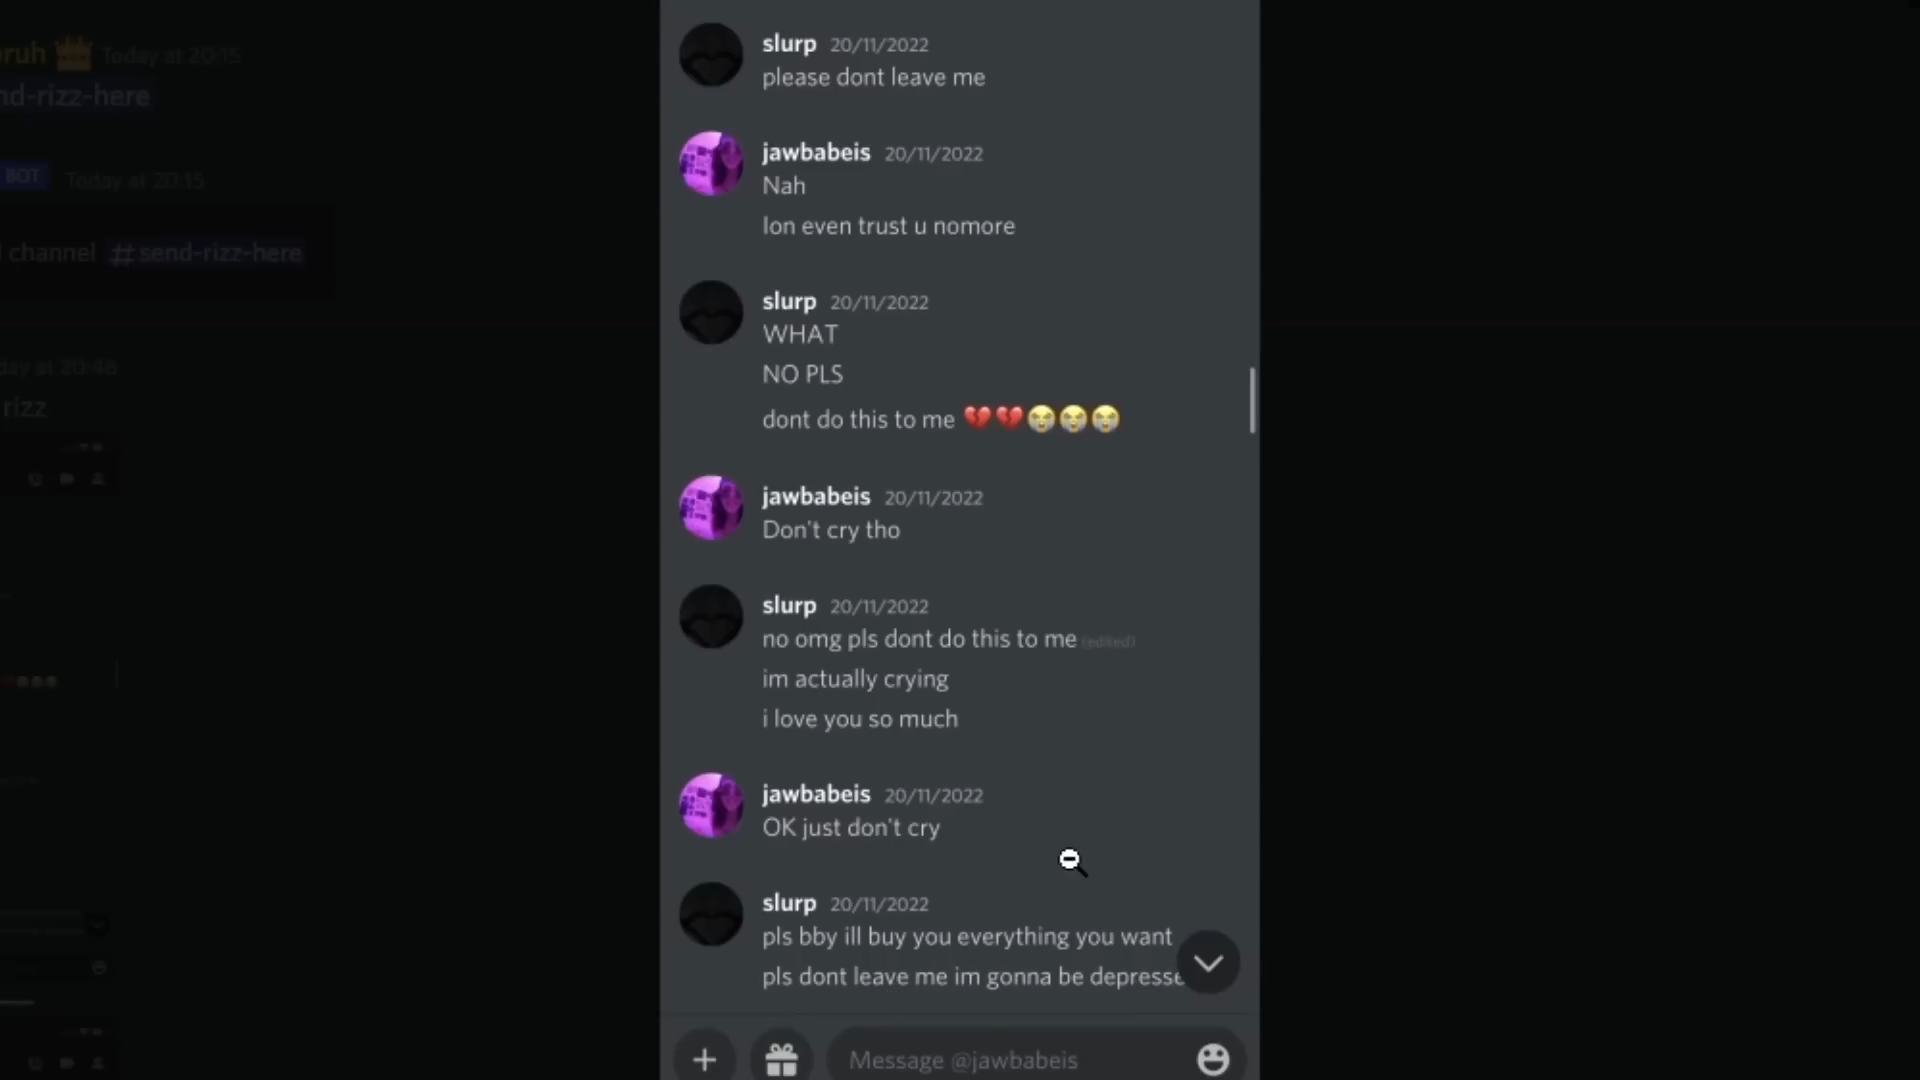 ruh Today at 20:15
nd-rizz-here
BOT Today at 20:15
channel #send-rizz-here
day at 20:48
rizz
slurp 20/11/2022
please dont leave me
jawbabeis 20/11/2022
Nah
Ion even trust u nomore
slurp 20/11/2022
WHAT
NO PLS
dont do this to me 💔💔😭😭😭
jawbabeis 20/11/2022
Don't cry tho
slurp 20/11/2022
no omg pls dont do this to me (edited)
im actually crying
i love you so much
jawbabeis 20/11/2022
OK just don't cry
slurp 20/11/2022
pls bby ill buy you everything you want
pls dont leave me im gonna be depresse
Message @jawbabeis